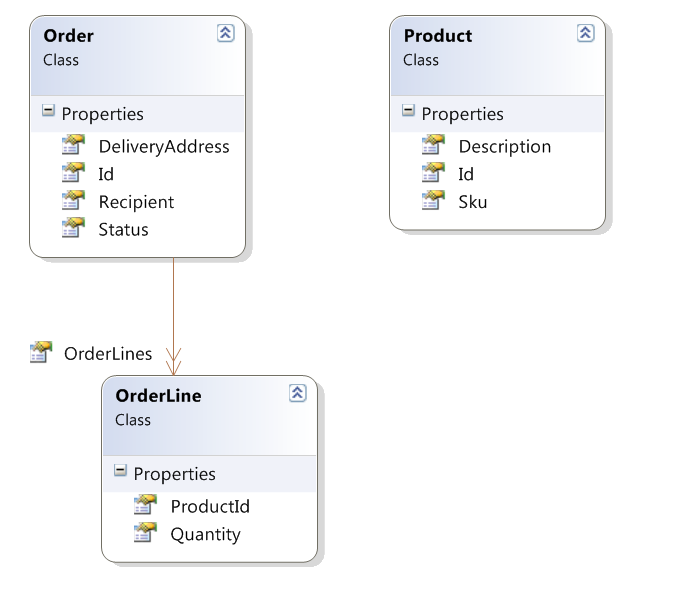 Order
Class
Properties
DeliveryAddress
Id
Recipient
Status
Product
Class
Properties
Description
Id
Sku
OrderLines
OrderLine
Class
Properties
ProductId
Quantity